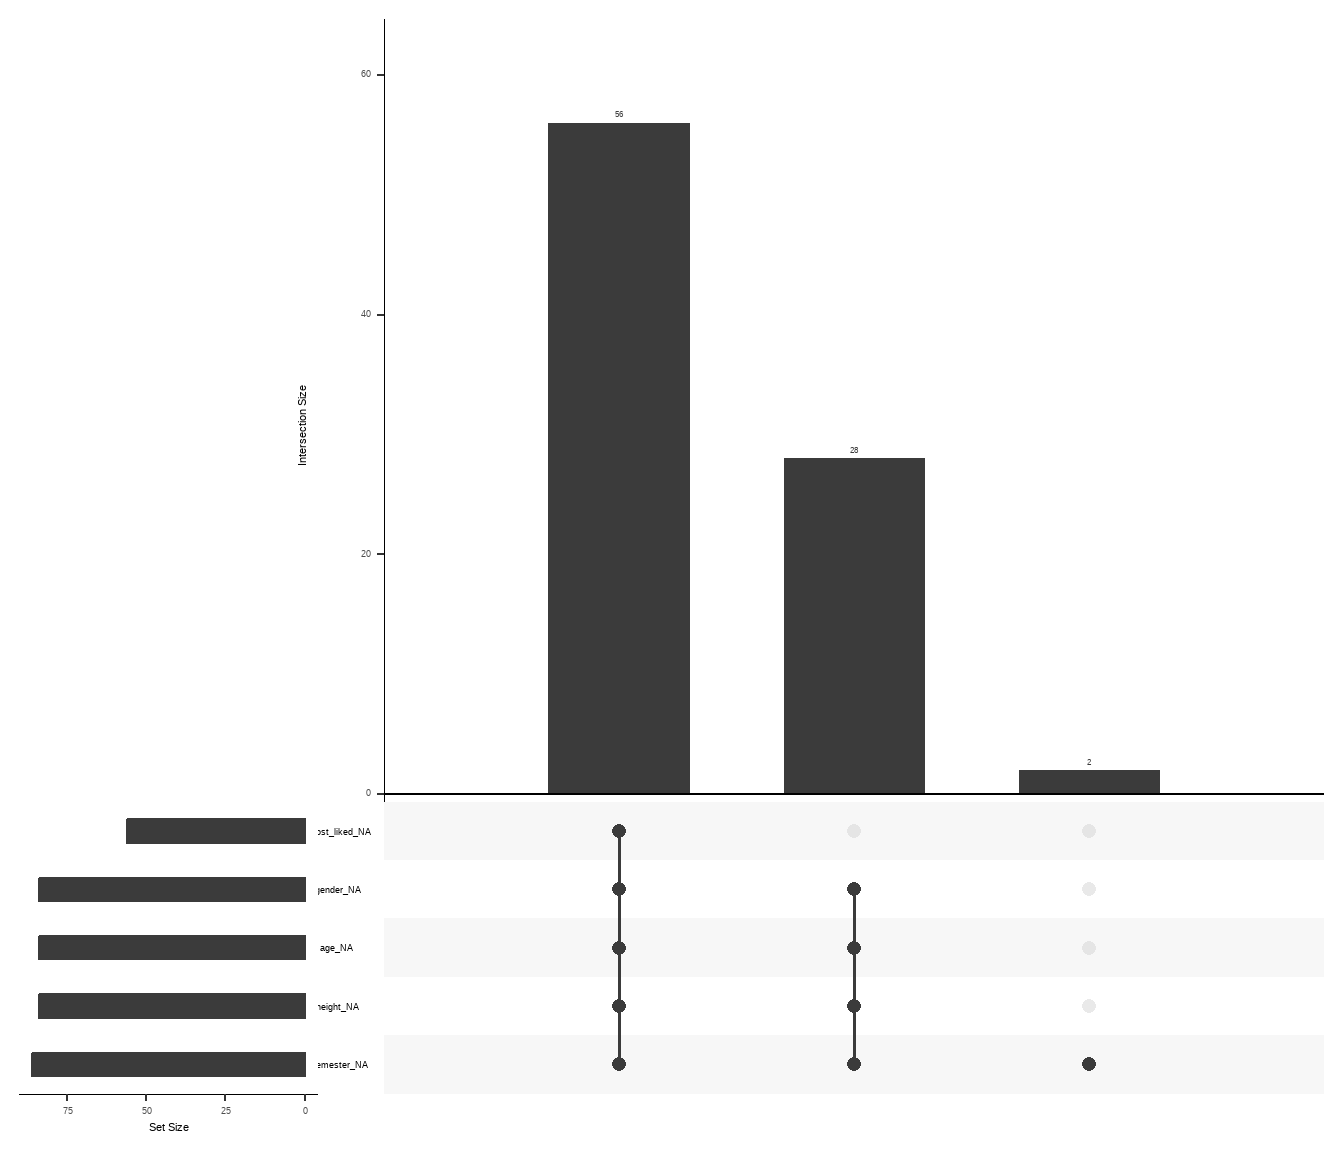 60
56
40
Intersection Size
28
20
2
0
ost_liked_NA
gender_NA
age_NA
height_NA
emester_NA
75 50 25 0
Set Size